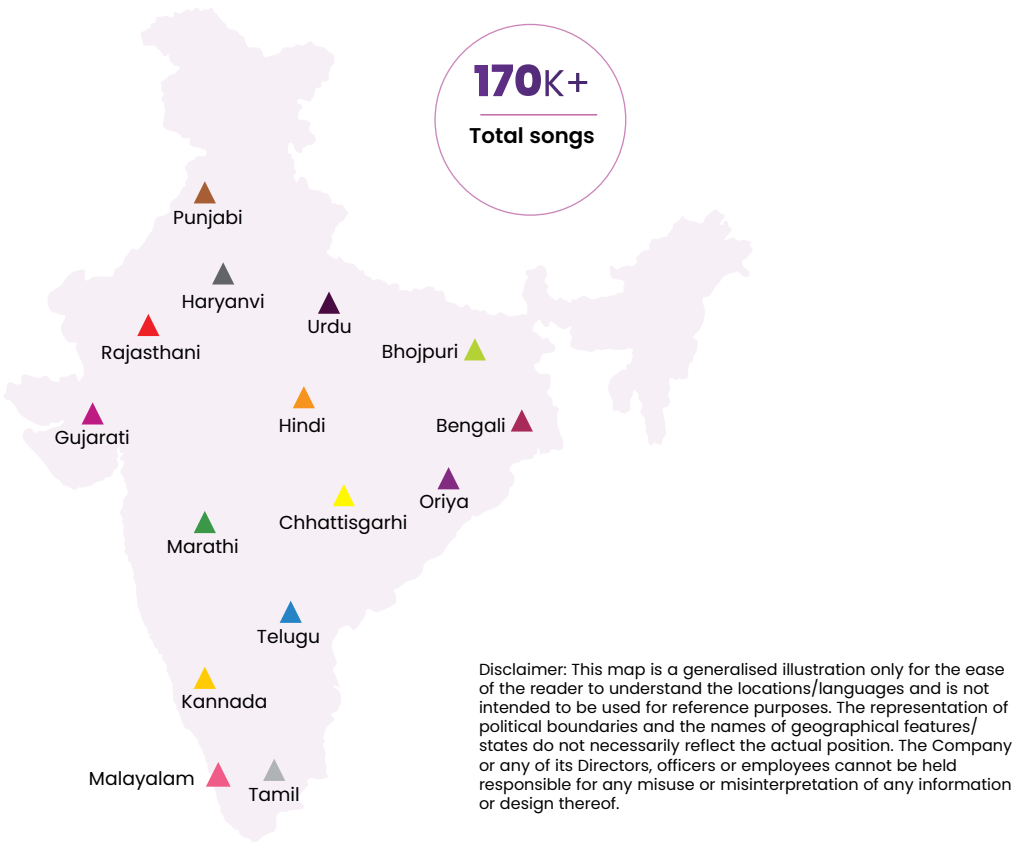 170K+
Total songs
Punjabi
Haryanvi
Urdu
Rajasthani
Bhojpuri
Gujarati
Hindi
Bengali
Oriya
Chhattisgarhi
Marathi
Telugu
Kannada
Malayalam
Tamil
Disclaimer: This map is a generalised illustration only for the ease
of the reader to understand the locations/languages and is not
intended to be used for reference purposes. The representation of
political boundaries and the names of geographical features/
states do not necessarily reflect the actual position. The Company
or any of its Directors, officers or employees cannot be held
responsible for any misuse or misinterpretation of any information
or design thereof.